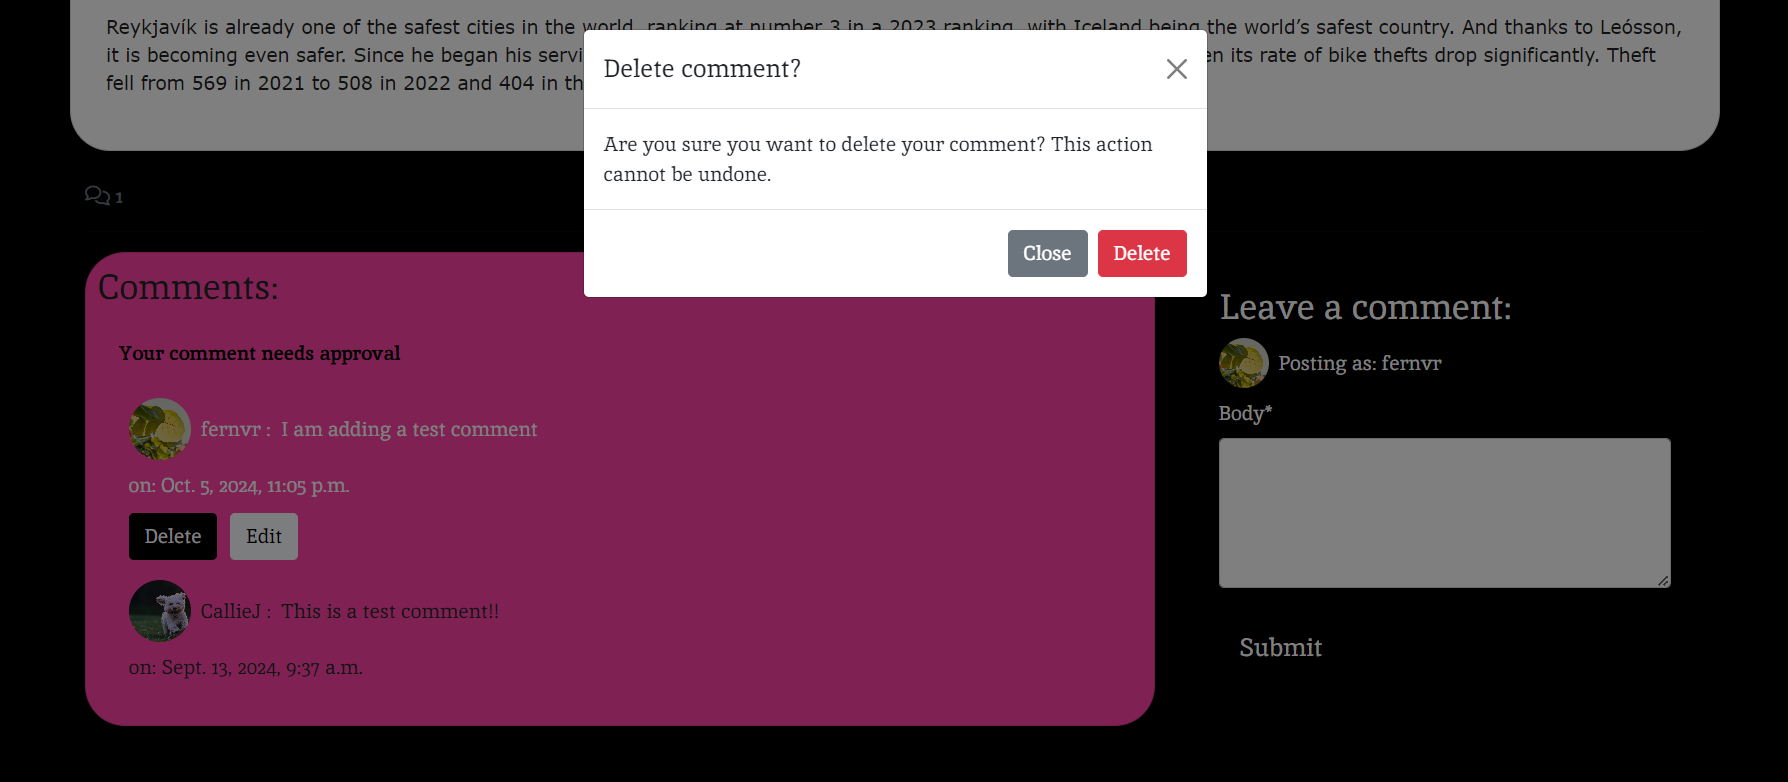 Reykjavík is already one of the safest cities in the world, ranking at number 3 in a 2023 ranking, with Iceland being the world’s safest country. And thanks to Leósson,
it is becoming even safer. Since he began his servi en its rate of bike thefts drop significantly. Theft
fell from 569 in 2021 to 508 in 2022 and 404 in th
Delete comment?
Are you sure you want to delete your comment? This action
cannot be undone.
Close Delete
1
Comments:
Your comment needs approval
fernvr : I am adding a test comment
on: Oct. 5, 2024, 11:05 p.m.
Delete Edit
CallieJ : This is a test comment!!
on: Sept. 13, 2024, 9:37 a.m.
Leave a comment:
Posting as: fernvr
Body*
Submit